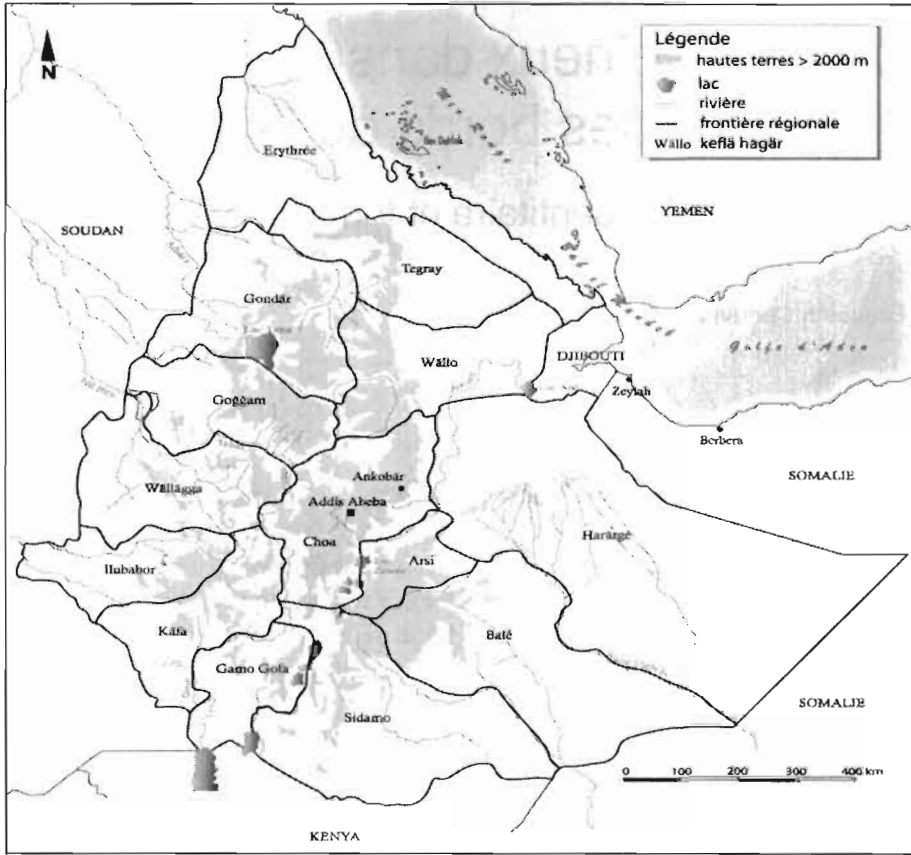 N
Légende
hautes terres > 2000 m
lac
rivière
frontière régionale
Wällo keflä hagär
Erythrée
SOUDAN
YEMEN
Tegray
Gondär
Wällo
DJIBOUTI
Golfe d'Aden
Zeylah
Goğğam
Berbera
SOMALIE
Wälläga
Ankobär
Addis Abeba
Choa
Arsi
Harärgé
Ilubabor
Käfa
Balé
Gamo Gofa
Sidamo
SOMALIE
0 100 200 300 400 km
KENYA